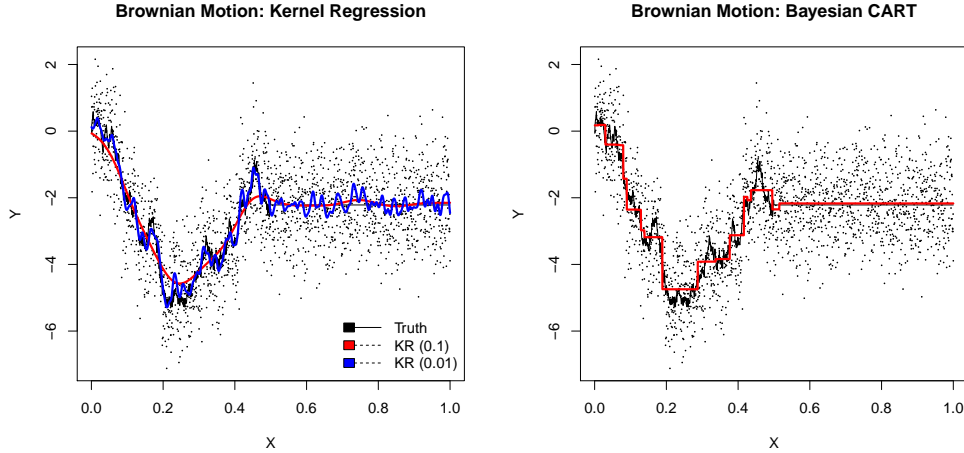 Brownian Motion: Kernel Regression
2
0
-2
-4
-6
Y
0.0 0.2 0.4 0.6 0.8 1.0
X
Truth
KR (0.1)
KR (0.01)
Brownian Motion: Bayesian CART
2
0
-2
-4
-6
Y
0.0 0.2 0.4 0.6 0.8 1.0
X